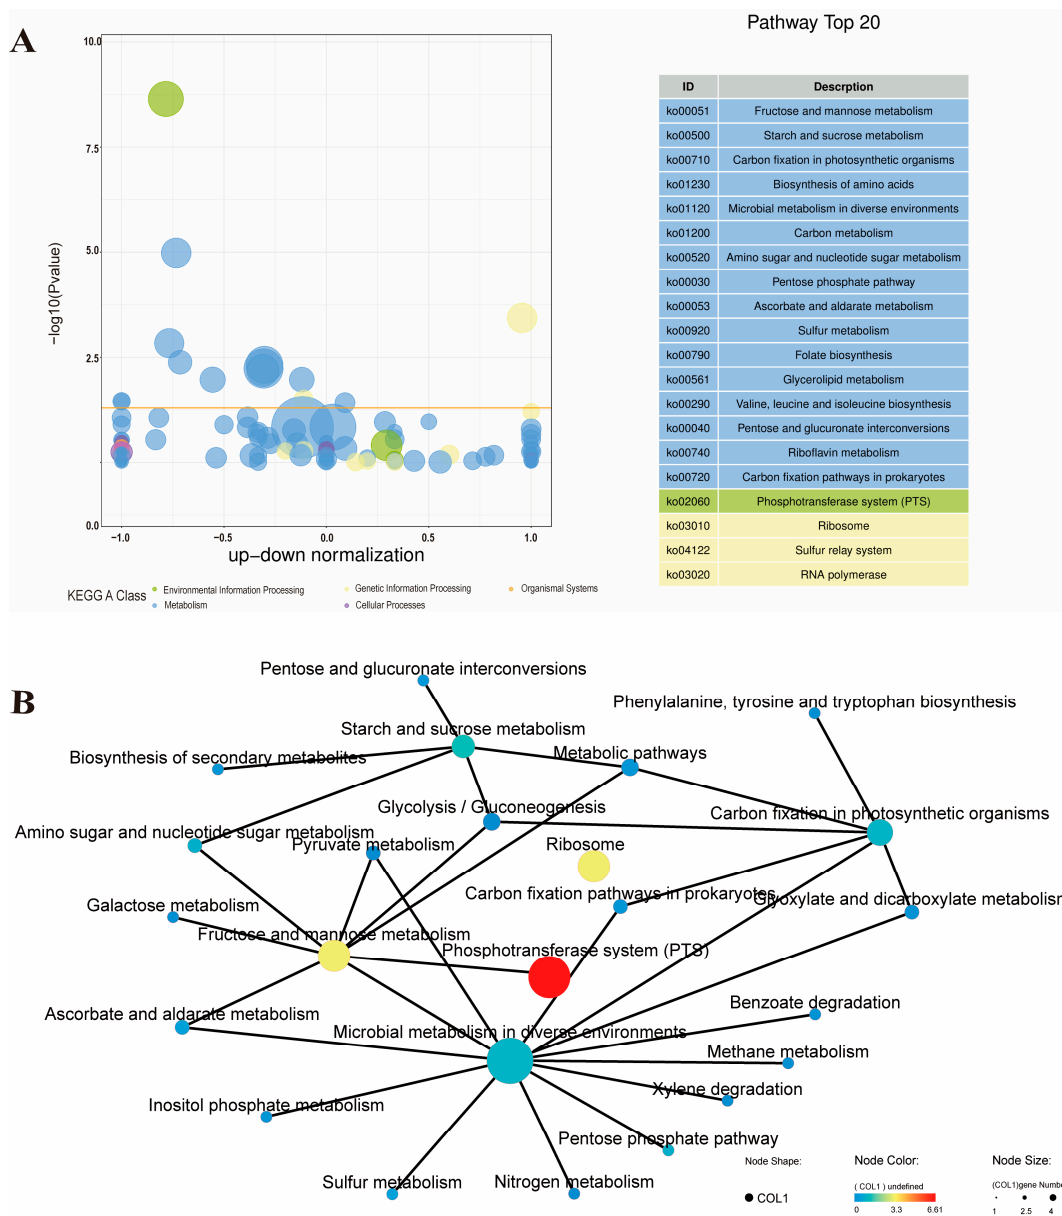 A
Pathway Top 20
10.0
7.5
5.0
2.5
0.0
−log10(Pvalue)
−1.0
−0.5
0.0
0.5
1.0
up−down normalization
KEGG A Class
Environmental Information Processing
Genetic Information Processing
Organismal Systems
Metabolism
Cellular Processes
ID Descrption
ko00051 Fructose and mannose metabolism
ko00500 Starch and sucrose metabolism
ko00710 Carbon fixation in photosynthetic organisms
ko01230 Biosynthesis of amino acids
ko01120 Microbial metabolism in diverse environments
ko01200 Carbon metabolism
ko00520 Amino sugar and nucleotide sugar metabolism
ko00030 Pentose phosphate pathway
ko00053 Ascorbate and aldarate metabolism
ko00920 Sulfur metabolism
ko00790 Folate biosynthesis
ko00561 Glycerolipid metabolism
ko00290 Valine, leucine and isoleucine biosynthesis
ko00040 Pentose and glucuronate interconversions
ko00740 Riboflavin metabolism
ko00720 Carbon fixation pathways in prokaryotes
ko02060 Phosphotransferase system (PTS)
ko03010 Ribosome
ko04122 Sulfur relay system
ko03020 RNA polymerase
B
Pentose and glucuronate interconversions
Phenylalanine, tyrosine and tryptophan biosynthesis
Starch and sucrose metabolism
Biosynthesis of secondary metabolites
Metabolic pathways
Glycolysis / Gluconeogenesis
Carbon fixation in photosynthetic organisms
Amino sugar and nucleotide sugar metabolism
Pyruvate metabolism
Ribosome
Carbon fixation pathways in prokaryotes
Glyoxylate and dicarboxylate metabolism
Galactose metabolism
Fructose and mannose metabolism
Phosphotransferase system (PTS)
Ascorbate and aldarate metabolism
Benzoate degradation
Microbial metabolism in diverse environments
Methane metabolism
Xylene degradation
Inositol phosphate metabolism
Pentose phosphate pathway
Sulfur metabolism
Nitrogen metabolism
Node Shape:
COL1
Node Color:
( COL1 ) undefined
0 3.3 6.61
Node Size:
(COL1)gene Numbe
1 2.5 4